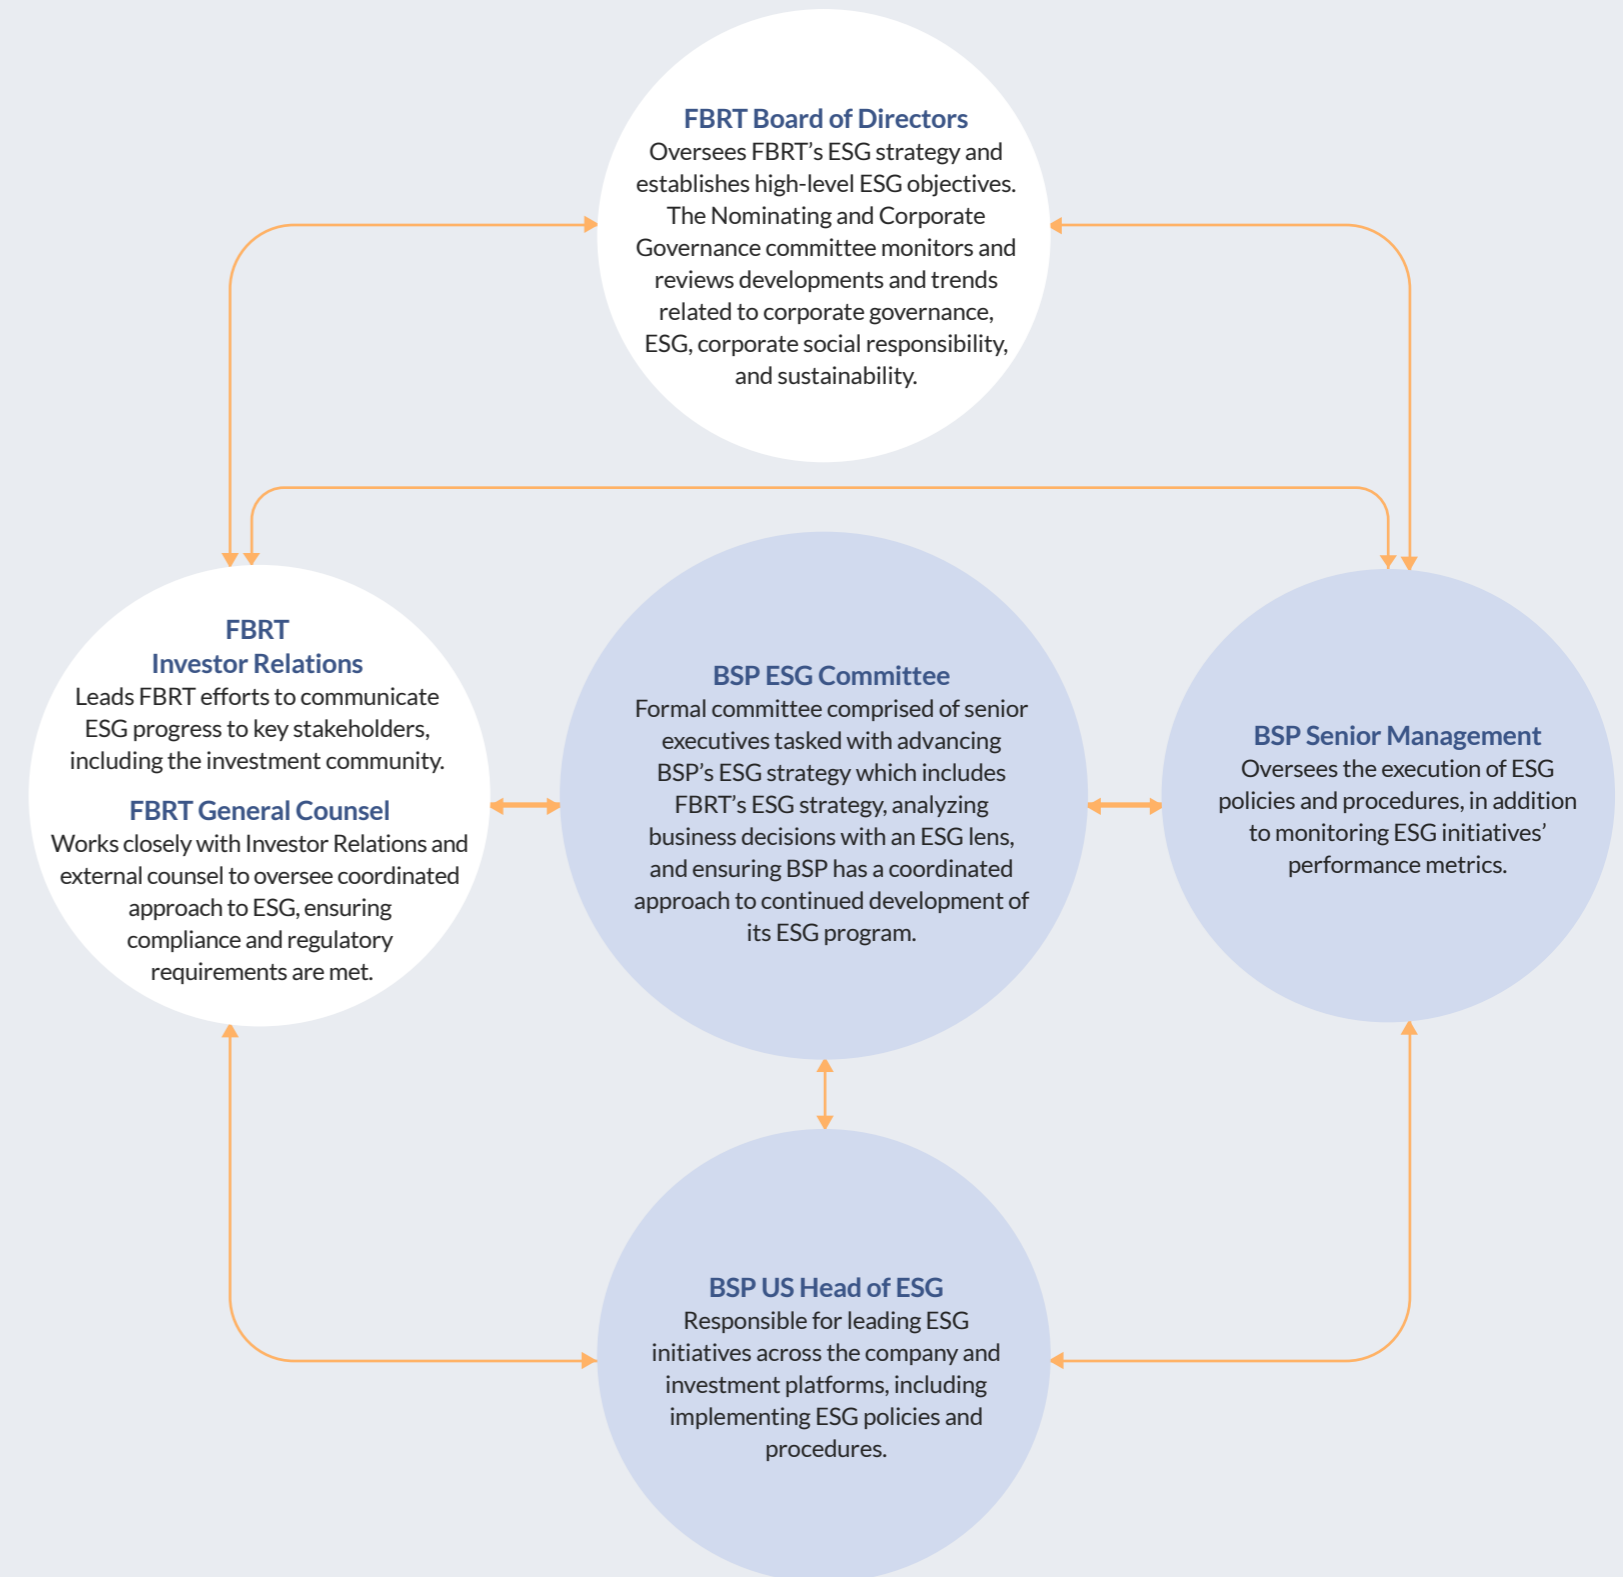 FBRT Board of Directors
Oversees FBRT’s ESG strategy and
establishes high-level ESG objectives.
The Nominating and Corporate
Governance committee monitors and
reviews developments and trends
related to corporate governance,
ESG, corporate social responsibility,
and sustainability.
FBRT
Investor Relations
Leads FBRT efforts to communicate
ESG progress to key stakeholders,
including the investment community.
FBRT General Counsel
Works closely with Investor Relations and
external counsel to oversee coordinated
approach to ESG, ensuring
compliance and regulatory
requirements are met.
BSP ESG Committee
Formal committee comprised of senior
executives tasked with advancing
BSP’s ESG strategy which includes
FBRT’s ESG strategy, analyzing
business decisions with an ESG lens,
and ensuring BSP has a coordinated
approach to continued development of
its ESG program.
BSP Senior Management
Oversees the execution of ESG
policies and procedures, in addition
to monitoring ESG initiatives’
performance metrics.
BSP US Head of ESG
Responsible for leading ESG
initiatives across the company and
investment platforms, including
implementing ESG policies and
procedures.